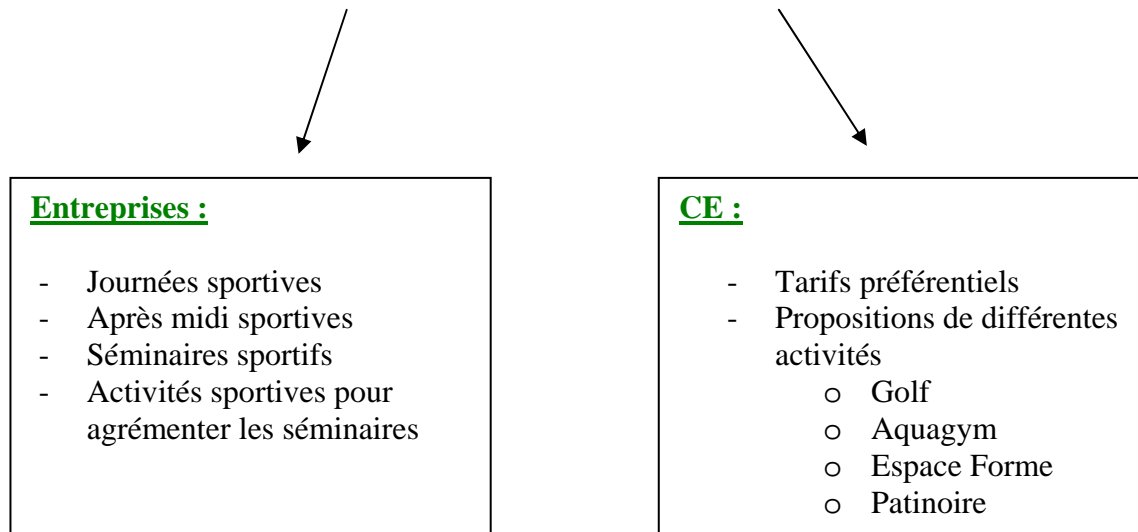 Entreprises :
- Journées sportives
- Après midi sportives
- Séminaires sportifs
- Activités sportives pour
agrémenter les séminaires
CE :
- Tarifs préférentiels
- Propositions de différentes
activités
o Golf
o Aquagym
o Espace Forme
o Patinoire